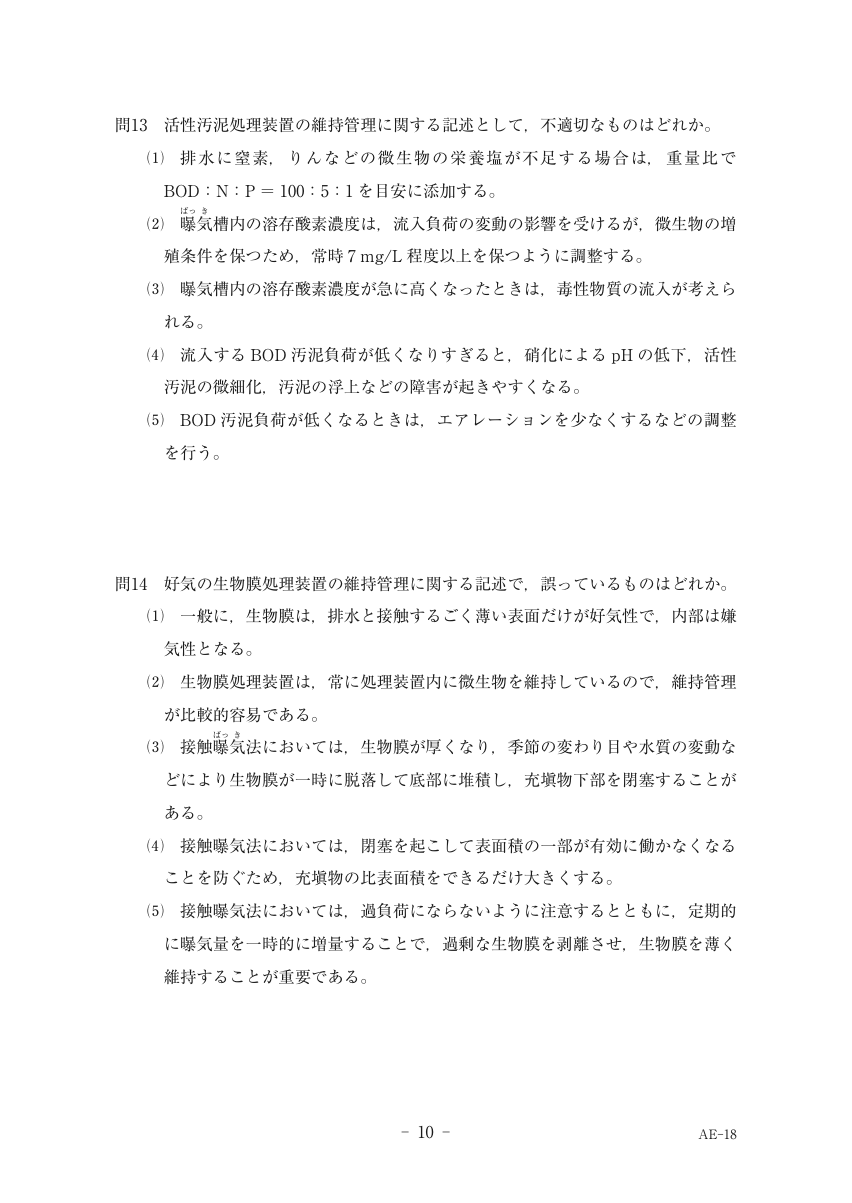 問13　活性汚泥処理装置の維持管理に関する記述として，不適切なものはどれか。
⑴　排水に窒素，りんなどの微生物の栄養塩が不足する場合は，重量比で
BOD：N：P = 100：5：1 を目安に添加する。
ばっ き
⑵　曝気槽内の溶存酸素濃度は，流入負荷の変動の影響を受けるが，微生物の増
殖条件を保つため，常時 7 mg/L 程度以上を保つように調整する。
⑶　曝気槽内の溶存酸素濃度が急に高くなったときは，毒性物質の流入が考えら
れる。
⑷　流入する BOD 汚泥負荷が低くなりすぎると，硝化による pH の低下，活性
汚泥の微細化，汚泥の浮上などの障害が起きやすくなる。
⑸　BOD 汚泥負荷が低くなるときは，エアレーションを少なくするなどの調整
を行う。
問14　好気の生物膜処理装置の維持管理に関する記述で，誤っているものはどれか。
⑴　一般に，生物膜は，排水と接触するごく薄い表面だけが好気性で，内部は嫌
気性となる。
⑵　生物膜処理装置は，常に処理装置内に微生物を維持しているので，維持管理
が比較的容易である。
ばっ き
⑶　接触曝気法においては，生物膜が厚くなり，季節の変わり目や水質の変動な
どにより生物膜が一時に脱落して底部に堆積し，充塡物下部を閉塞することが
ある。
⑷　接触曝気法においては，閉塞を起こして表面積の一部が有効に働かなくなる
ことを防ぐため，充塡物の比表面積をできるだけ大きくする。
⑸　接触曝気法においては，過負荷にならないように注意するとともに，定期的
に曝気量を一時的に増量することで，過剰な生物膜を剥離させ，生物膜を薄く
維持することが重要である。
- 10 -
AE-18